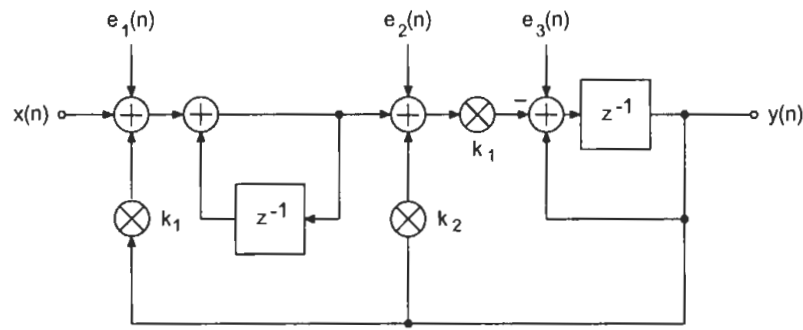 e₁(n) e₂(n) e₃(n)
x(n) + + + k₁ − + z⁻¹ y(n)
k₁ z⁻¹ k₂